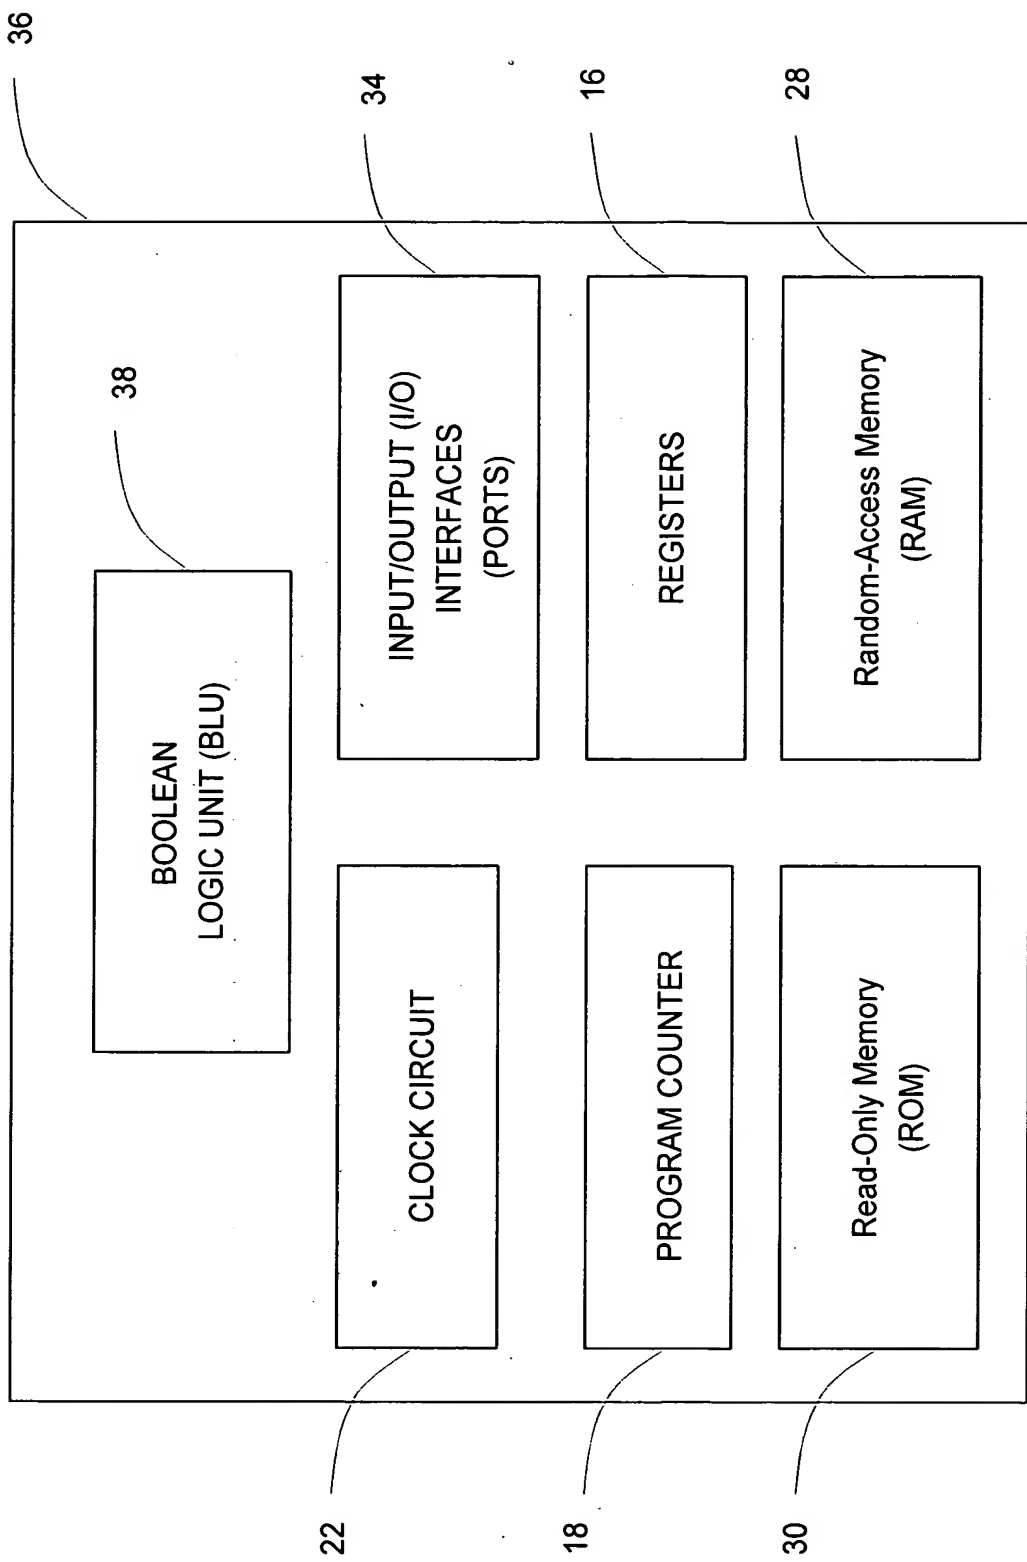 36
38
BOOLEAN
LOGIC UNIT (BLU)
22
CLOCK CIRCUIT
INPUT/OUTPUT (I/O)
INTERFACES
(PORTS)
34
18
PROGRAM COUNTER
REGISTERS
16
30
Read-Only Memory
(ROM)
Random-Access Memory
(RAM)
28